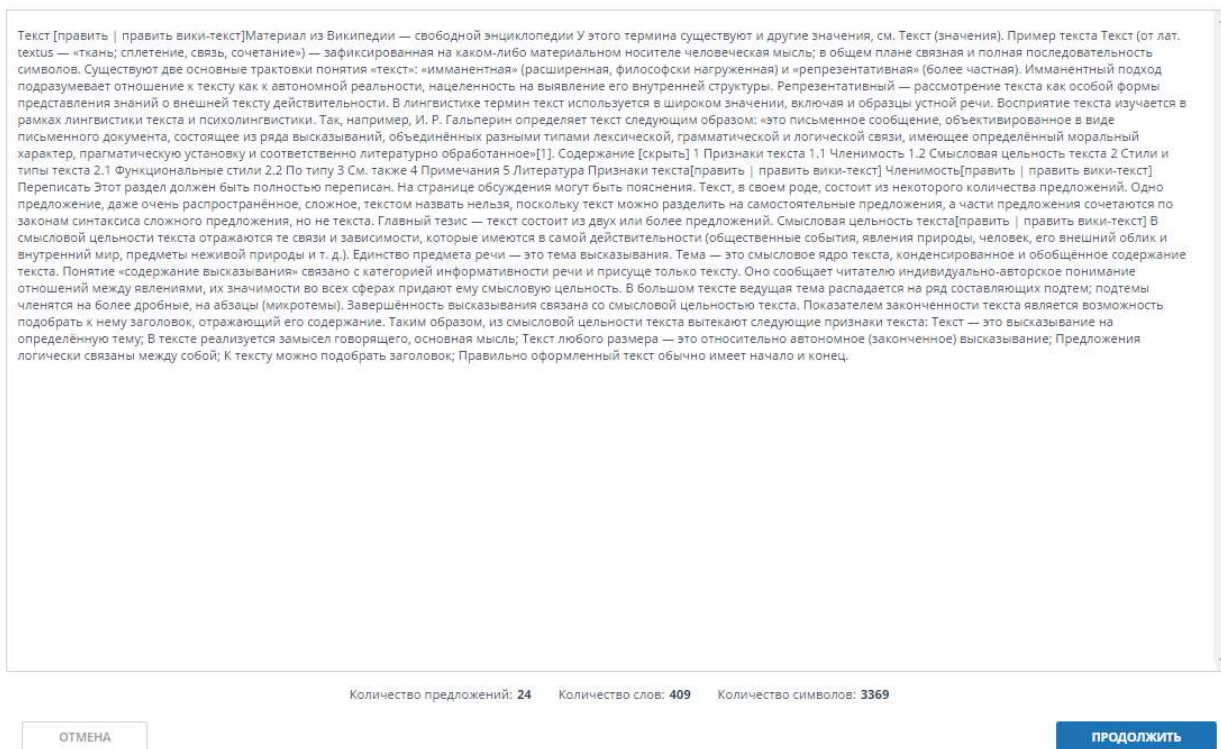 Текст [править | править вики-текст]Материал из Википедии — свободной энциклопедии У этого термина существуют и другие значения, см. Текст (значения). Пример текста Текст (от лат.
textus — «ткань; сплетение, связь, сочетание») — зафиксированная на каком-либо материальном носителе человеческая мысль; в общем плане связная и полная последовательность
символов. Существуют две основные трактовки понятия «текст»: «имманентная» (расширенная, философски нагруженная) и «репрезентативная» (более частная). Имманентный подход
подразумевает отношение к тексту как к автономной реальности, нацеленность на выявление его внутренней структуры. Репрезентативный — рассмотрение текста как особой формы
представления знаний о внешней тексту действительности. В лингвистике термин текст используется в широком значении, включая и образцы устной речи. Восприятие текста изучается в
рамках лингвистики текста и психолингвистики. Так, например, И. Р. Гальперин определяет текст следующим образом: «это письменное сообщение, объективированное в виде
письменного документа, состоящее из ряда высказываний, объединённых разными типами лексической, грамматической и логической связи, имеющее определённый моральный
характер, прагматическую установку и соответственно литературно обработанное»[1]. Содержание [скрыть] 1 Признаки текста 1.1 Членимость 1.2 Смысловая цельность текста 2 Стили и
типы текста 2.1 Функциональные стили 2.2 По типу 3 См. также 4 Примечания 5 Литература Признаки текста[править | править вики-текст] Членимость[править | править вики-текст]
Переписать Этот раздел должен быть полностью переписан. На странице обсуждения могут быть пояснения. Текст, в своем роде, состоит из некоторого количества предложений. Одно
предложение, даже очень распространённое, сложное, текстом назвать нельзя, поскольку текст можно разделить на самостоятельные предложения, а части предложения сочетаются по
законам синтаксиса сложного предложения, но не текста. Главный тезис — текст состоит из двух или более предложений. Смысловая цельность текста[править | править вики-текст] В
смысловой цельности текста отражаются те связи и зависимости, которые имеются в самой действительности (общественные события, явления природы, человек, его внешний облик и
внутренний мир, предметы неживой природы и т. д.). Единство предмета речи — это тема высказывания. Тема — это смысловое ядро текста, конденсированное и обобщённое содержание
текста. Понятие «содержание высказывания» связано с категорией информативности речи и присуще только тексту. Оно сообщает читателю индивидуально-авторское понимание
отношений между явлениями, их значимости во всех сферах придают ему смысловую цельность. В большом тексте ведущая тема распадается на ряд составляющих подтем; подтемы
членятся на более дробные, на абзацы (микротемы). Завершённость высказывания связана со смысловой цельностью текста. Показателем законченности текста является возможность
подобрать к нему заголовок, отражающий его содержание. Таким образом, из смысловой цельности текста вытекают следующие признаки текста: Текст — это высказывание на
определённую тему; В тексте реализуется замысел говорящего, основная мысль; Текст любого размера — это относительно автономное (законченное) высказывание; Предложения
логически связаны между собой; К тексту можно подобрать заголовок; Правильно оформленный текст обычно имеет начало и конец.
Количество предложений: 24 Количество слов: 409 Количество символов: 3369
ОТМЕНА ПРОДОЛЖИТЬ